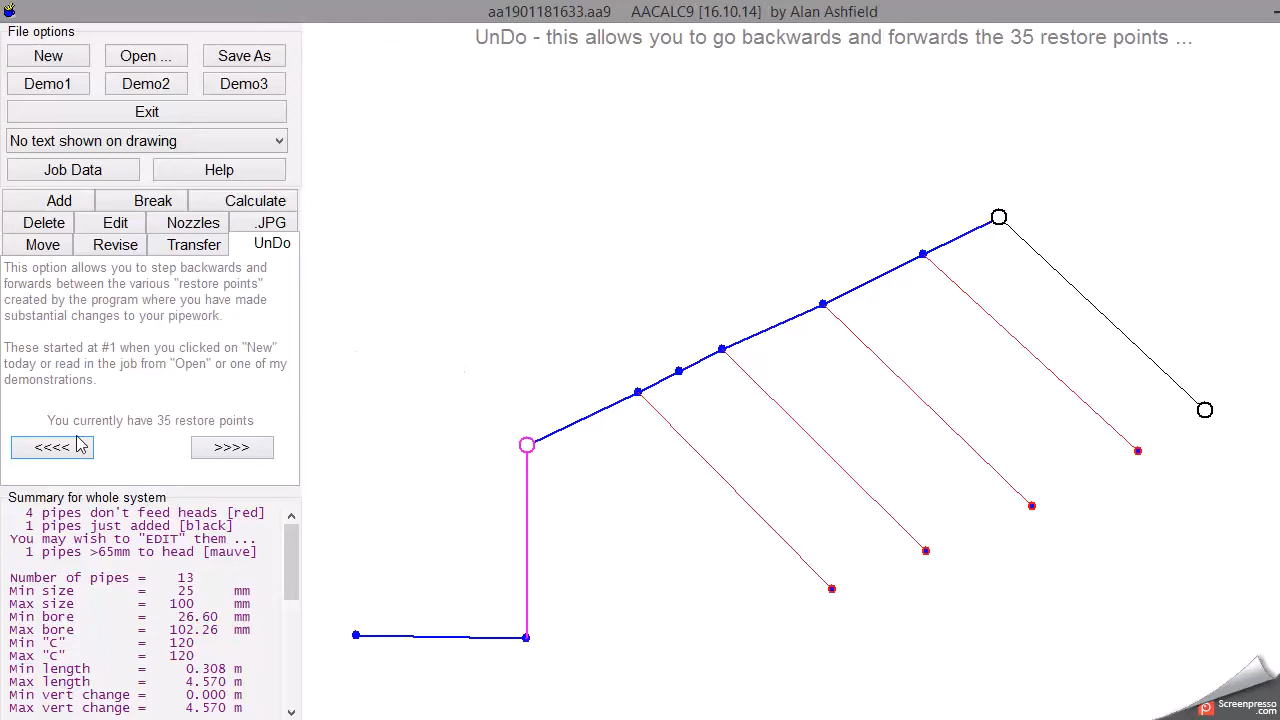 aa1901181633.aa9 AACALC9 [16.10.14] by Alan Ashfield
File options
New Open ... Save As
Demo1 Demo2 Demo3
Exit
No text shown on drawing
Job Data Help
Add Break Calculate
Delete Edit Nozzles .JPG
Move Revise Transfer UnDo
This option allows you to step backwards and
forwards between the various "restore points"
created by the program where you have made
substantial changes to your pipework.
These started at #1 when you clicked on "New"
today or read in the job from "Open" or one of my
demonstrations.
You currently have 35 restore points
<<<< >>>>
Summary for whole system
4 pipes don't feed heads [red]
1 pipes just added [black]
You may wish to "EDIT" them ...
1 pipes >65mm to head [mauve]
Number of pipes = 13
Min size = 25 mm
Max size = 100 mm
Min bore = 26.60 mm
Max bore = 102.26 mm
Min "C" = 120
Max "C" = 120
Min length = 0.308 m
Max length = 4.570 m
Min vert change = 0.000 m
Max vert change = 4.570 m
UnDo - this allows you to go backwards and forwards the 35 restore points ...
Screenpresso
.com